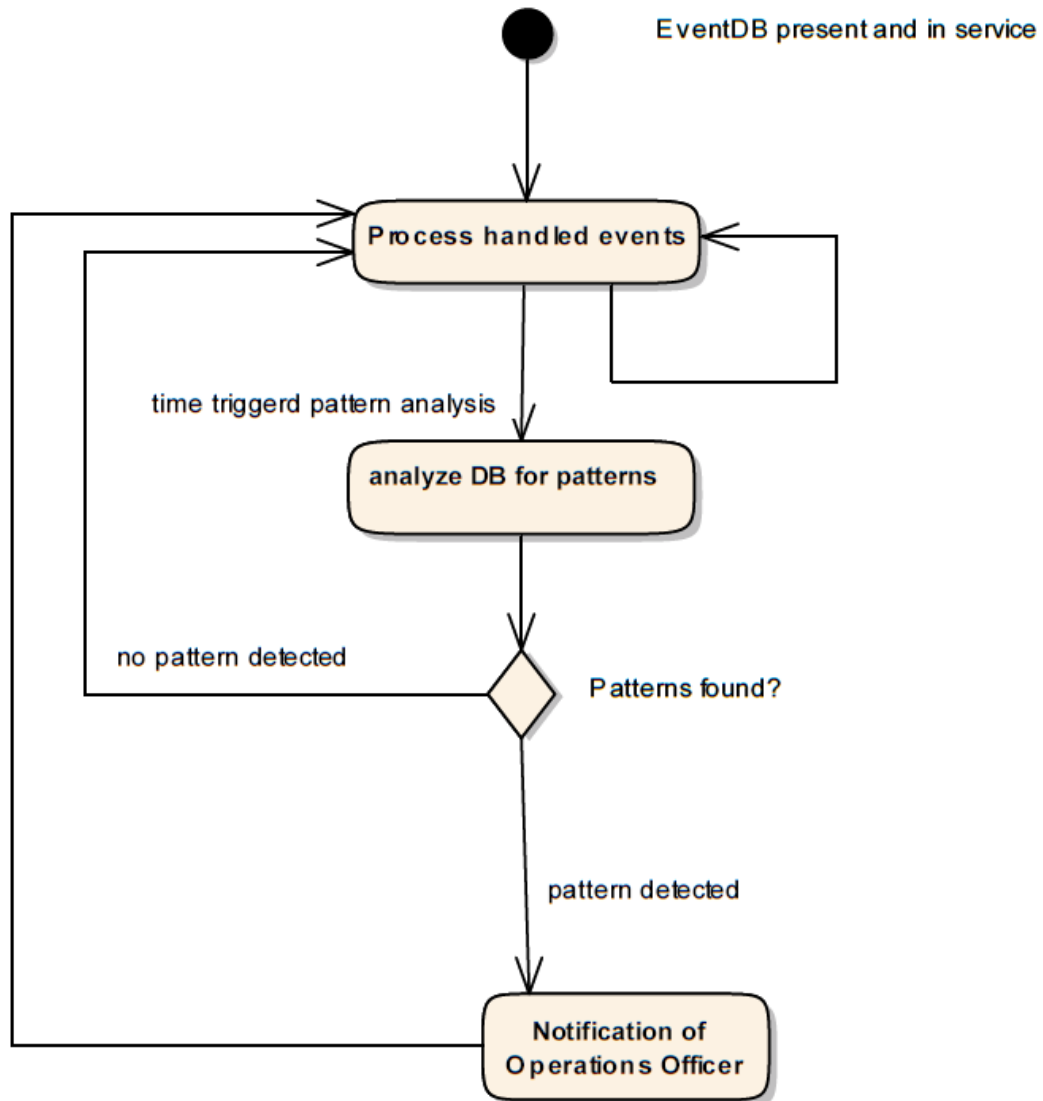 EventDB present and in service
Process handled events
time triggerd pattern analysis
analyze DB for patterns
no pattern detected
Patterns found?
pattern detected
Notification of
Operations Officer